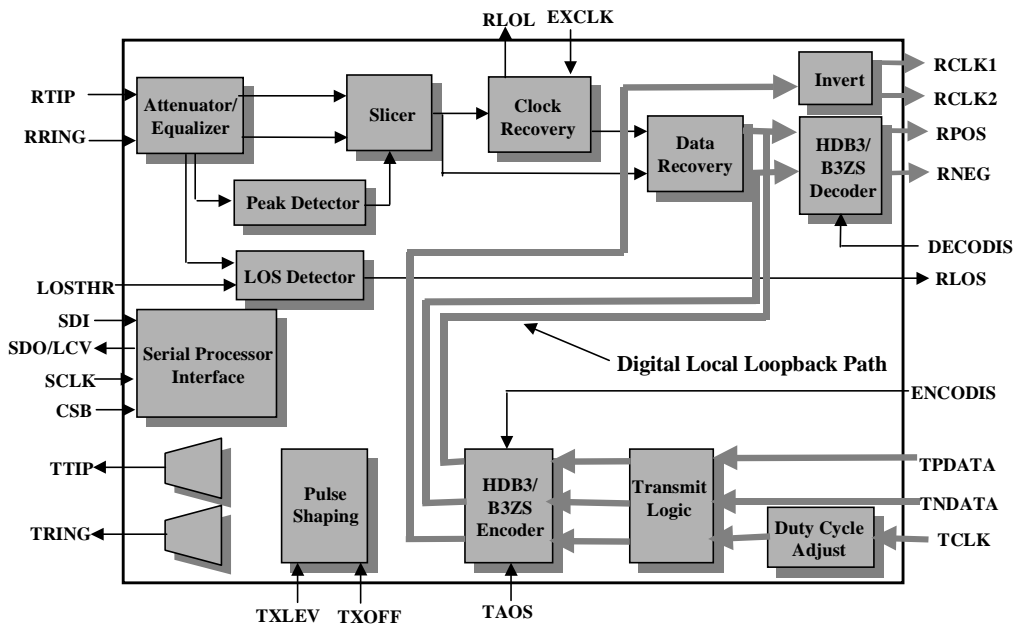 RLOL
EXCLK
RTIP
RRING
Attenuator/
Equalizer
Slicer
Clock
Recovery
Data
Recovery
Invert
HDB3/
B3ZS
Decoder
RCLK1
RCLK2
RPOS
RNEG
Peak Detector
DECODIS
LOS Detector
LOSTHR
RLOS
SDI
SDO/LCV
SCLK
CSB
Serial Processor
Interface
Digital Local Loopback Path
ENCODIS
TTIP
TRING
Pulse
Shaping
HDB3/
B3ZS
Encoder
Transmit
Logic
Duty Cycle
Adjust
TPDATA
TNDATA
TCLK
TXLEV
TXOFF
TAOS